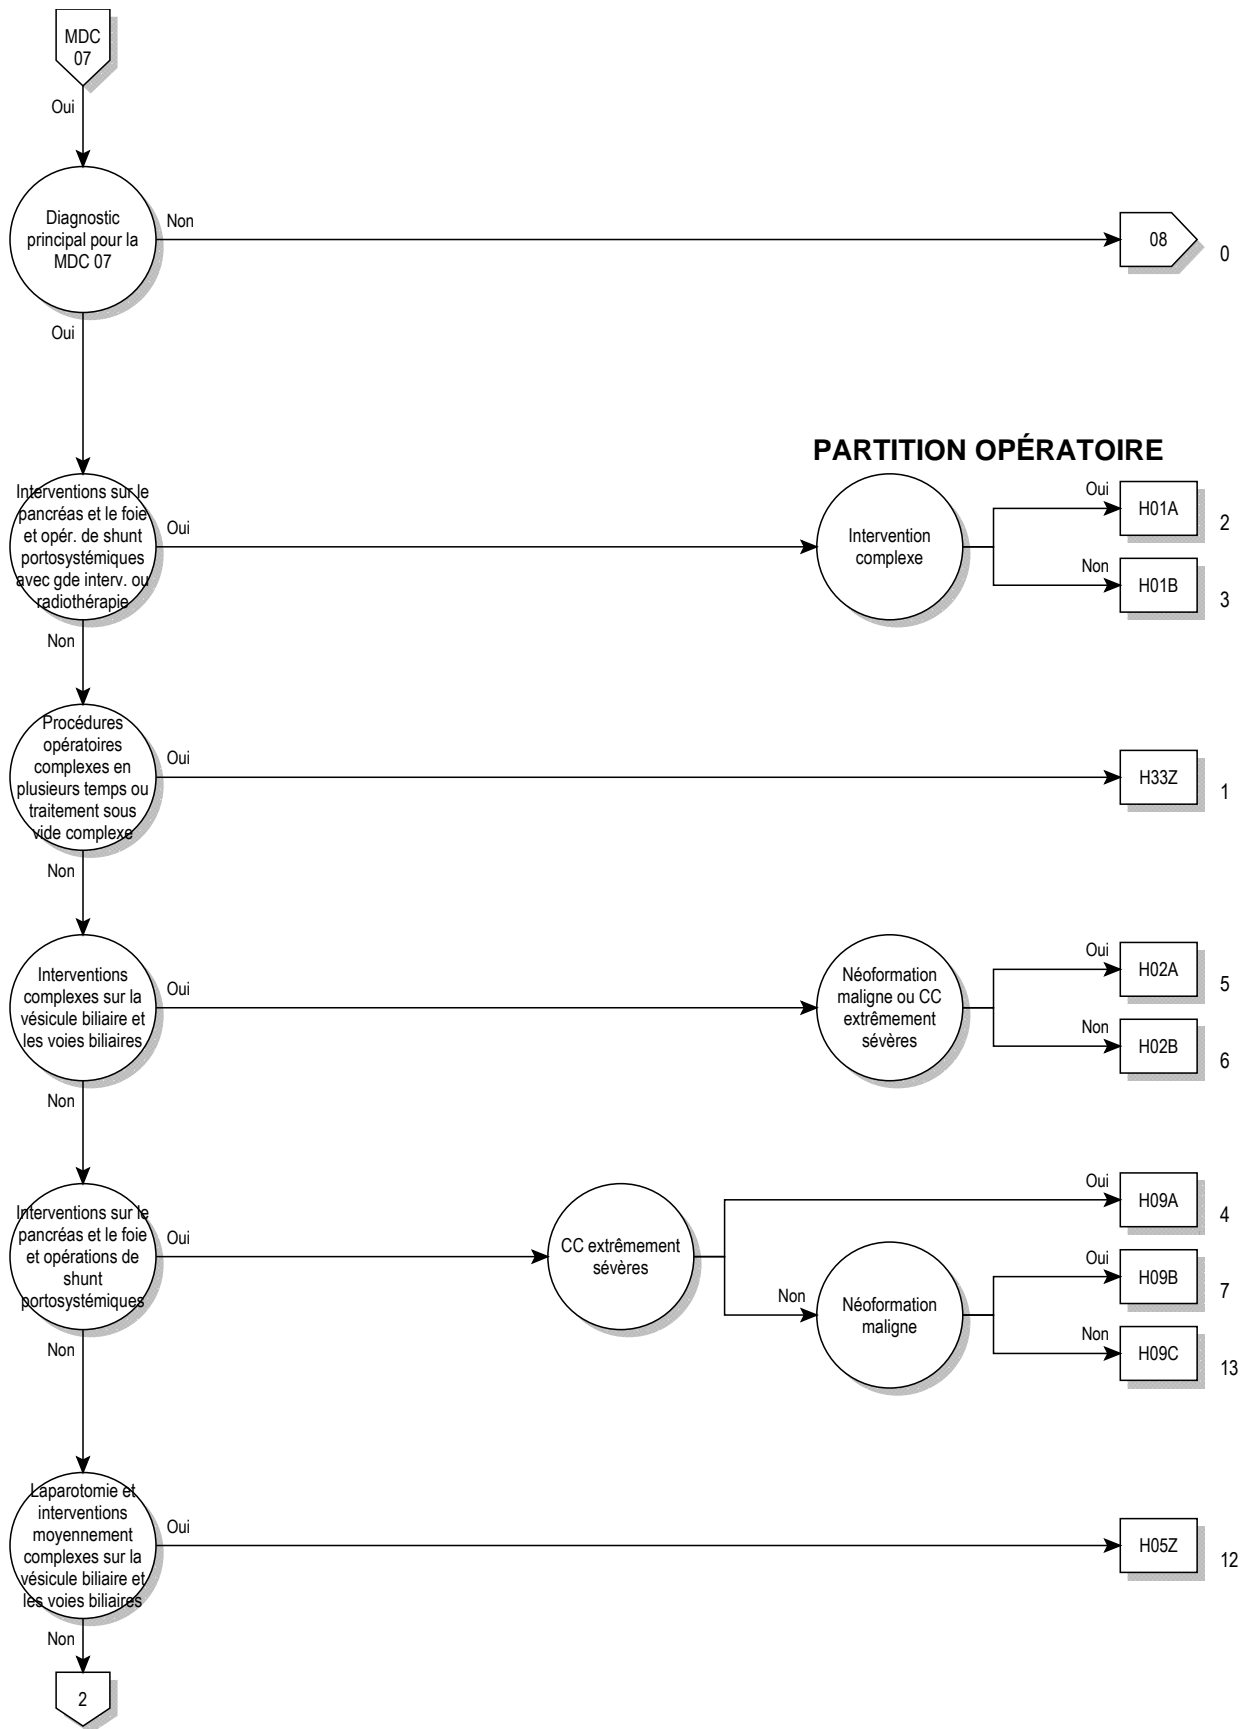 MDC
07
Oui
Diagnostic
principal pour la
MDC 07
Non
08
0
Oui
PARTITION OPÉRATOIRE
Interventions sur le
pancréas et le foie
et opér. de shunt
portosystémiques
avec gde interv. ou
radiothérapie
Oui
Intervention
complexe
Oui
H01A
2
Non
H01B
3
Non
Procédures
opératoires
complexes en
plusieurs temps ou
traitement sous
vide complexe
Oui
H33Z
1
Non
Interventions
complexes sur la
vésicule biliaire et
les voies biliaires
Oui
Néoformation
maligne ou CC
extrêmement
sévères
Oui
H02A
5
Non
H02B
6
Non
Interventions sur le
pancréas et le foie
et opérations de
shunt
portosystémiques
Oui
CC extrêmement
sévères
Oui
H09A
4
Non
Néoformation
maligne
Oui
H09B
7
Non
H09C
13
Non
Laparotomie et
interventions
moyennement
complexes sur la
vésicule biliaire et
les voies biliaires
Oui
H05Z
12
Non
2